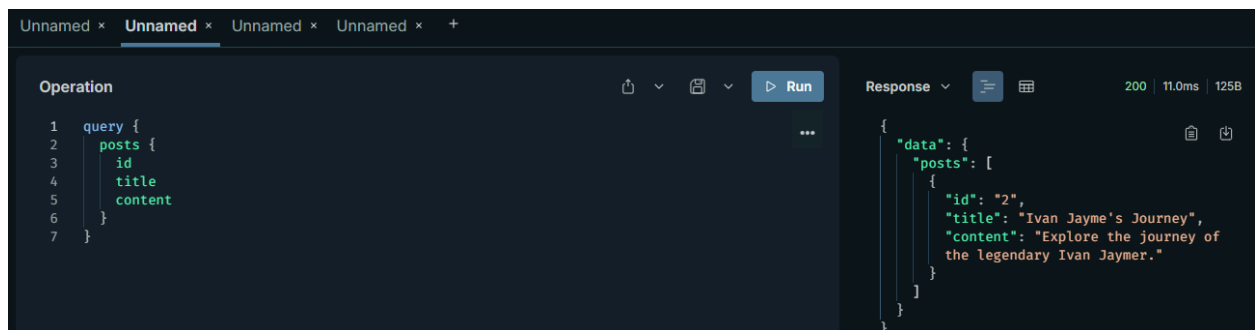 Unnamed × Unnamed × Unnamed × Unnamed × +
Operation
Run
1 query {
2 posts {
3 id
4 title
5 content
6 }
7 }
Response
200 11.0ms 125B
{
"data": {
"posts": [
{
"id": "2",
"title": "Ivan Jayme's Journey",
"content": "Explore the journey of
the legendary Ivan Jaymer."
}
]
}
}